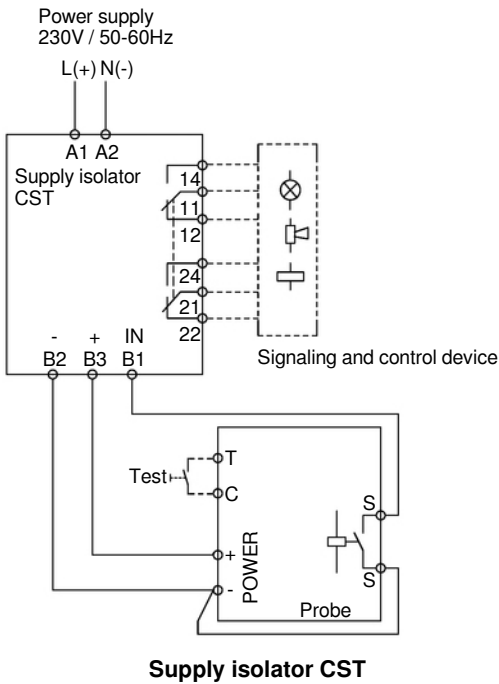 Power supply
230V / 50-60Hz
L(+) N(-)
A1 A2
Supply isolator
CST
14
11
12
24
21
22
- + IN
B2 B3 B1
Signaling and control device
T
Test
C
S
+
POWER
-
S
Probe
Supply isolator CST